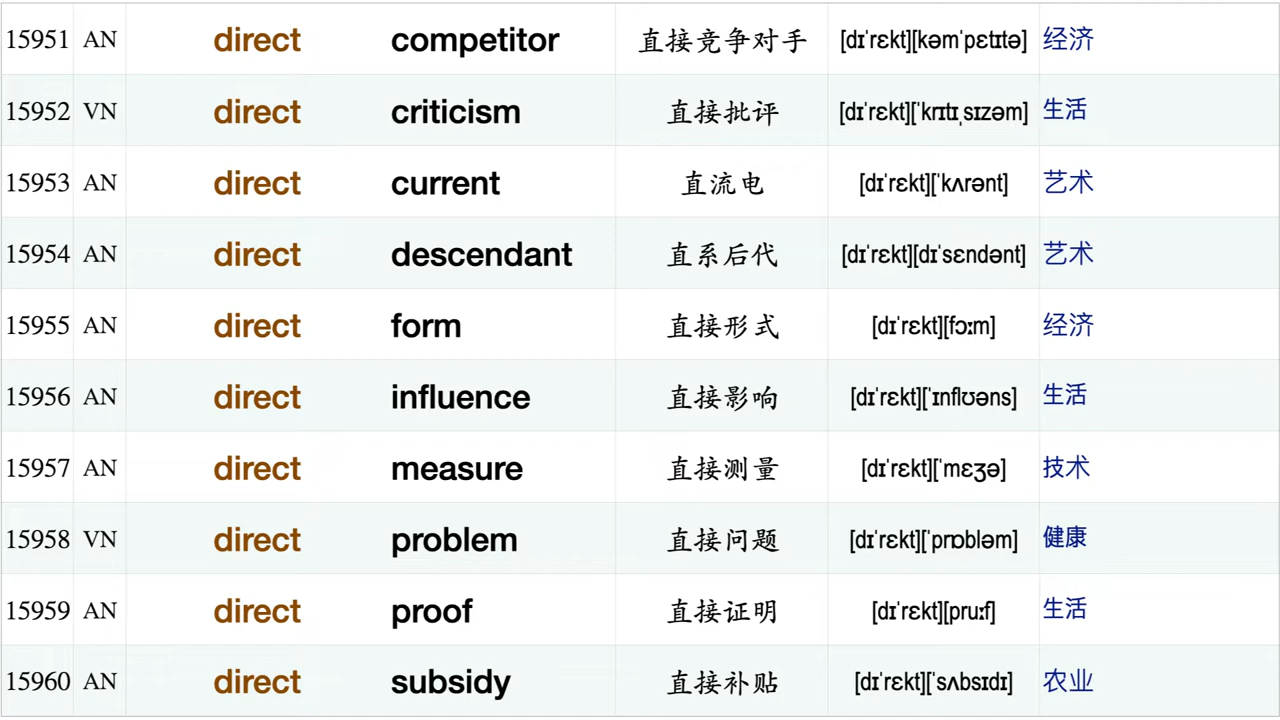 15951 AN direct competitor 直接竞争对手 [dɪˈrɛkt][kəmˈpɛtɪtə] 经济
15952 VN direct criticism 直接批评 [dɪˈrɛkt][ˈkrɪtɪˌsɪzəm] 生活
15953 AN direct current 直流电 [dɪˈrɛkt][ˈkʌrənt] 艺术
15954 AN direct descendant 直系后代 [dɪˈrɛkt][dɪˈsɛndənt] 艺术
15955 AN direct form 直接形式 [dɪˈrɛkt][fɔːm] 经济
15956 AN direct influence 直接影响 [dɪˈrɛkt][ˈɪnflʊəns] 生活
15957 AN direct measure 直接测量 [dɪˈrɛkt][ˈmɛʒə] 技术
15958 VN direct problem 直接问题 [dɪˈrɛkt][ˈprɒbləm] 健康
15959 AN direct proof 直接证明 [dɪˈrɛkt][pruːf] 生活
15960 AN direct subsidy 直接补贴 [dɪˈrɛkt][ˈsʌbsɪdɪ] 农业